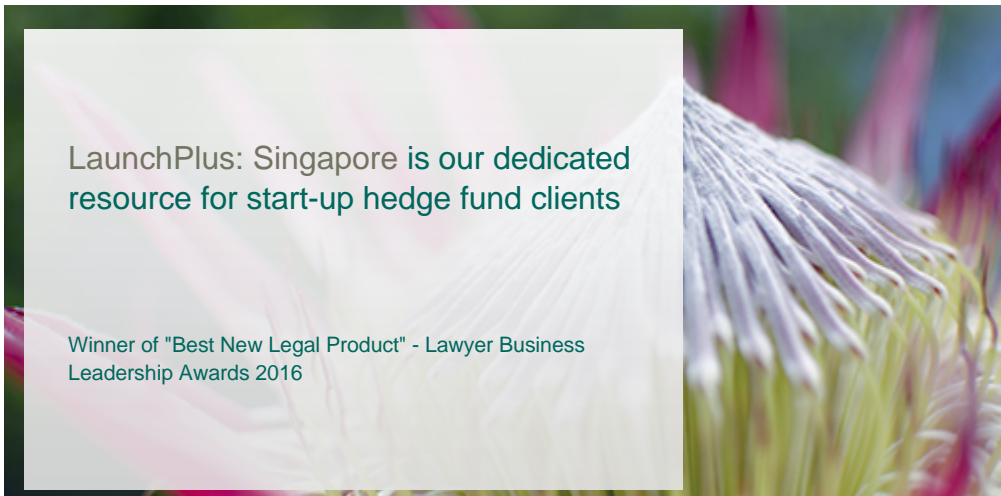 LaunchPlus: Singapore is our dedicated
resource for start-up hedge fund clients
Winner of "Best New Legal Product" - Lawyer Business
Leadership Awards 2016